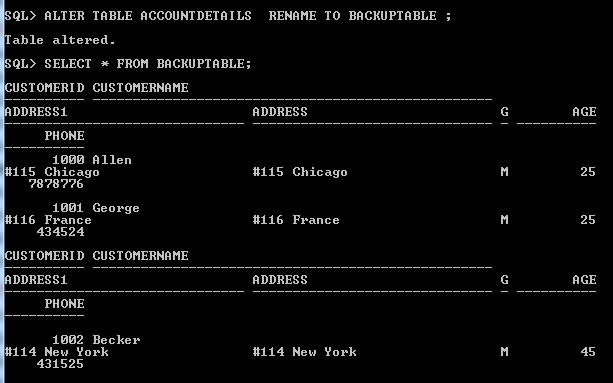 SQL> ALTER TABLE ACCOUNTDETAILS  RENAME TO BACKUPTABLE ;
Table altered.
SQL> SELECT * FROM BACKUPTABLE;
CUSTOMERID CUSTOMERNAME
---------- --------------------------------------------------
ADDRESS1                       ADDRESS                        G        AGE
------------------------------ ------------------------------ - ----------
     PHONE
----------
      1000 Allen
#115 Chicago                   #115 Chicago                   M         25
   7878776
      1001 George
#116 France                    #116 France                    M         25
    434524
CUSTOMERID CUSTOMERNAME
---------- --------------------------------------------------
ADDRESS1                       ADDRESS                        G        AGE
------------------------------ ------------------------------ - ----------
     PHONE
----------
      1002 Becker
#114 New York                  #114 New York                  M         45
    431525